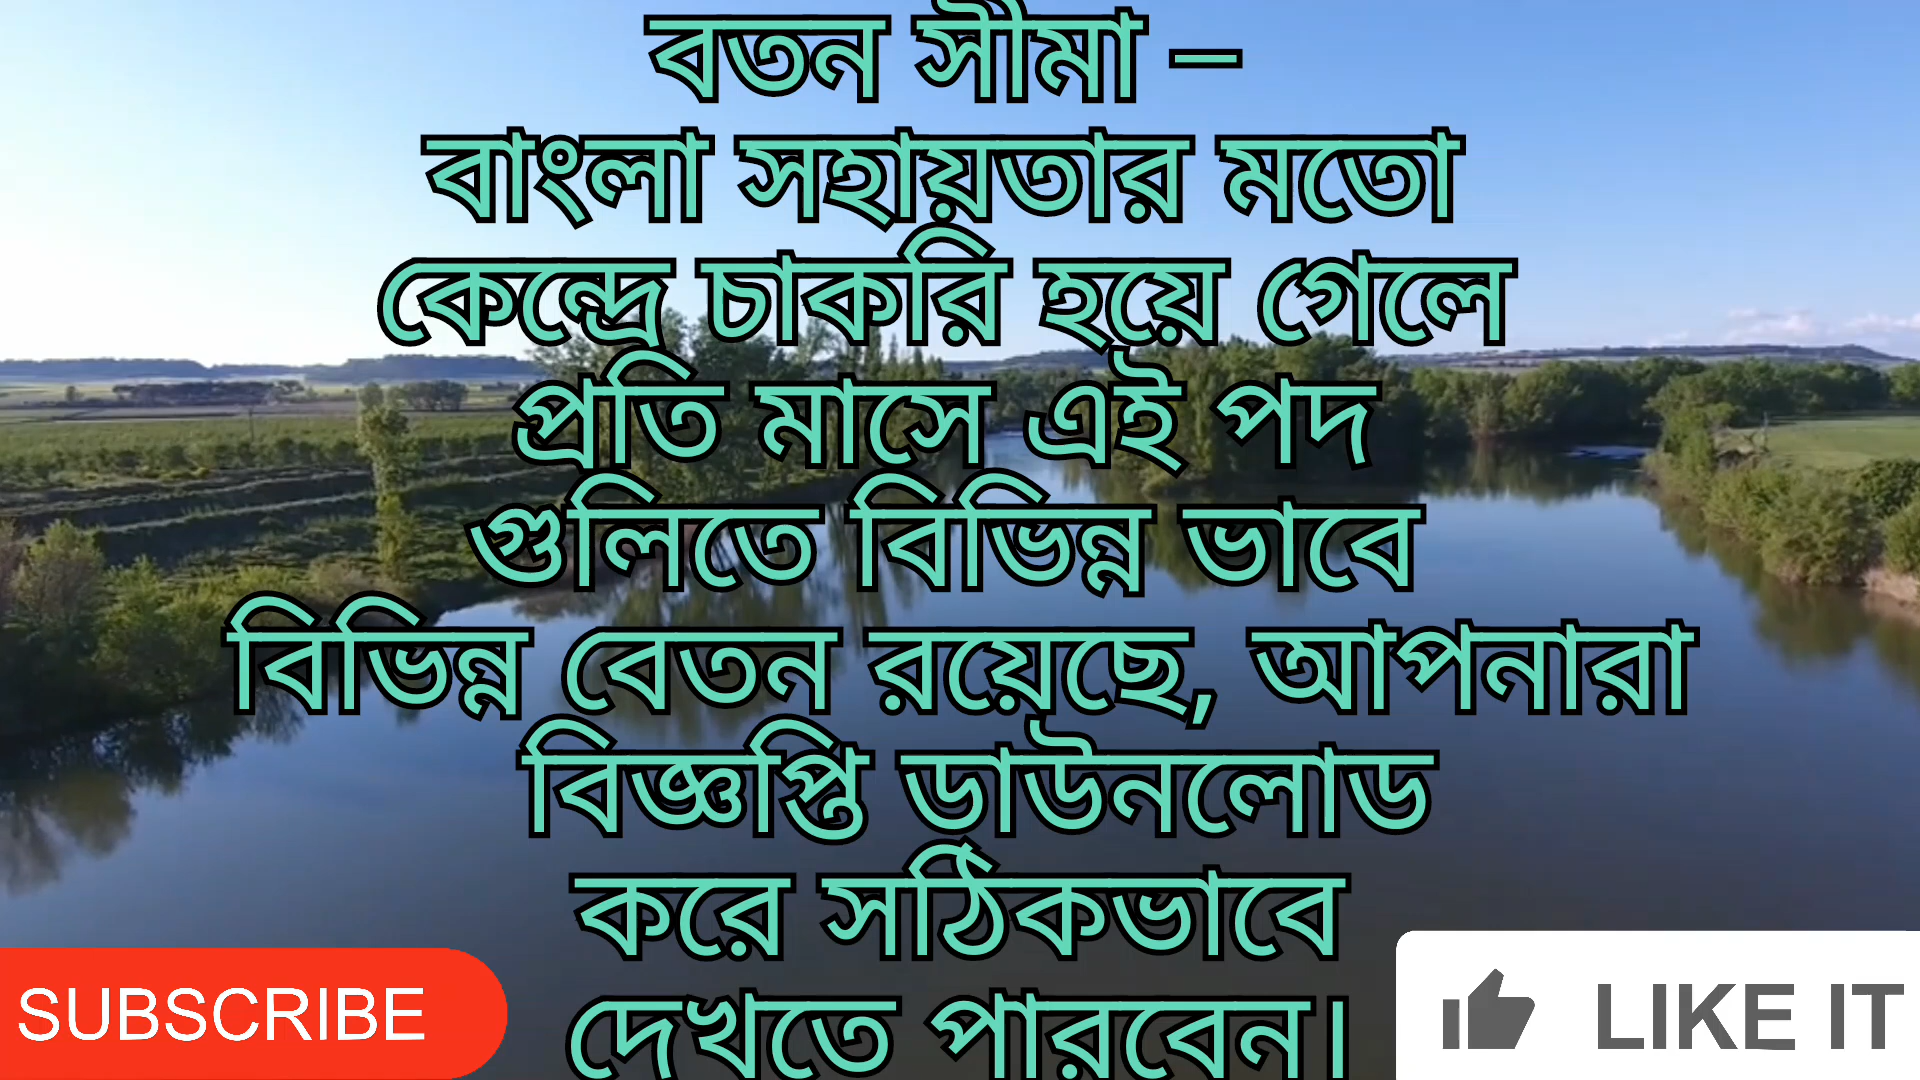 বতন সীমা –
বাংলা সহায়তার মতো
কেন্দ্রে চাকরি হয়ে গেলে
প্রতি মাসে এই পদ
গুলিতে বিভিন্ন ভাবে
বিভিন্ন বেতন রয়েছে, আপনারা
বিজ্ঞপ্তি ডাউনলোড
করে সঠিকভাবে
দেখতে পারবেন।
SUBSCRIBE
LIKE IT